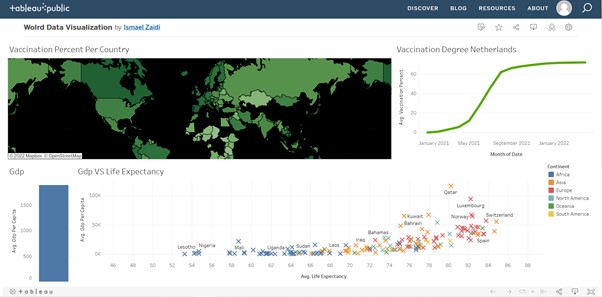 +ableau+public
DISCOVER BLOG RESOURCES ABOUT
Wolrd Data Visualization by Ismael Zaidi
Vaccination Percent Per Country
Vaccination Degree Netherlands
Avg. Vaccination Percent
60
40
20
0
January 2021 May 2021 September 2021 January 2022
Month of Date
© 2022 Mapbox © OpenStreetMap
Gdp
Avg. Gdp Per Capita
1500
1000
500
0
Gdp VS Life Expectancy
Avg. Gdp Per Capita
100K
50K
0K
Qatar
Luxembourg
Kuwait
Norway
Switzerland
Bahrain
Bahamas
Iraq
Spain
Lesotho
Nigeria
Mali
Uganda
Sudan
Laos
46 48 50 52 54 56 58 60 62 64 66 68 70 72 74 76 78 80 82 84 86 88
Avg. Life Expectancy
Continent
Africa
Asia
Europe
North America
Oceania
South America
+ableau